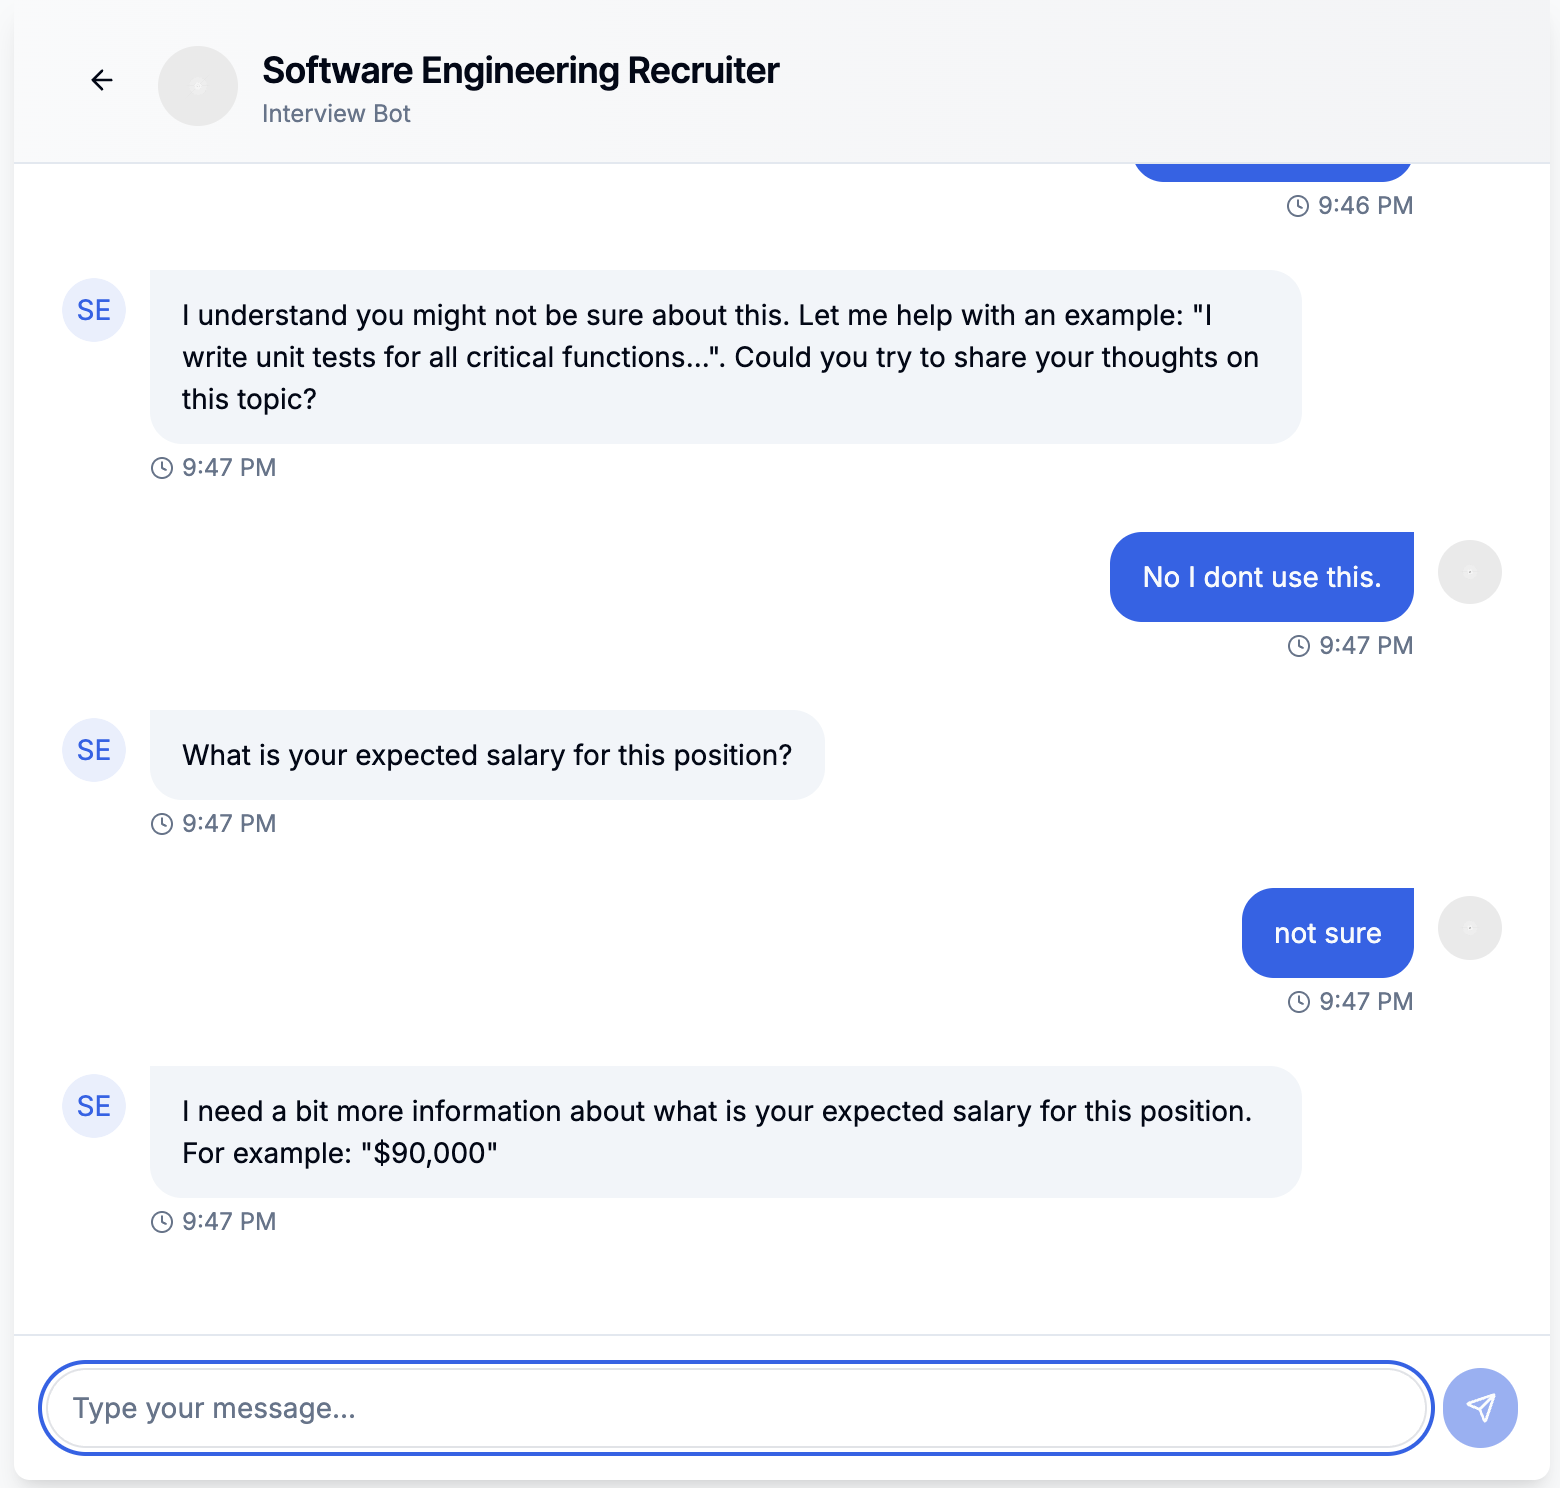 Software Engineering Recruiter
Interview Bot
9:46 PM
SE
I understand you might not be sure about this. Let me help with an example: "I
write unit tests for all critical functions...". Could you try to share your thoughts on
this topic?
9:47 PM
No I dont use this.
9:47 PM
SE
What is your expected salary for this position?
9:47 PM
not sure
9:47 PM
SE
I need a bit more information about what is your expected salary for this position.
For example: "$90,000"
9:47 PM
Type your message...